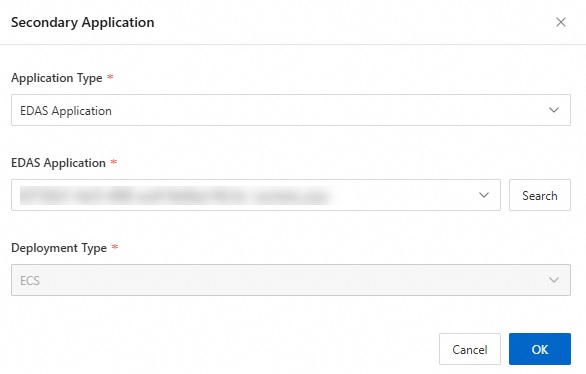 Secondary Application
Application Type *
EDAS Application
EDAS Application *
Search
Deployment Type *
ECS
Cancel
OK